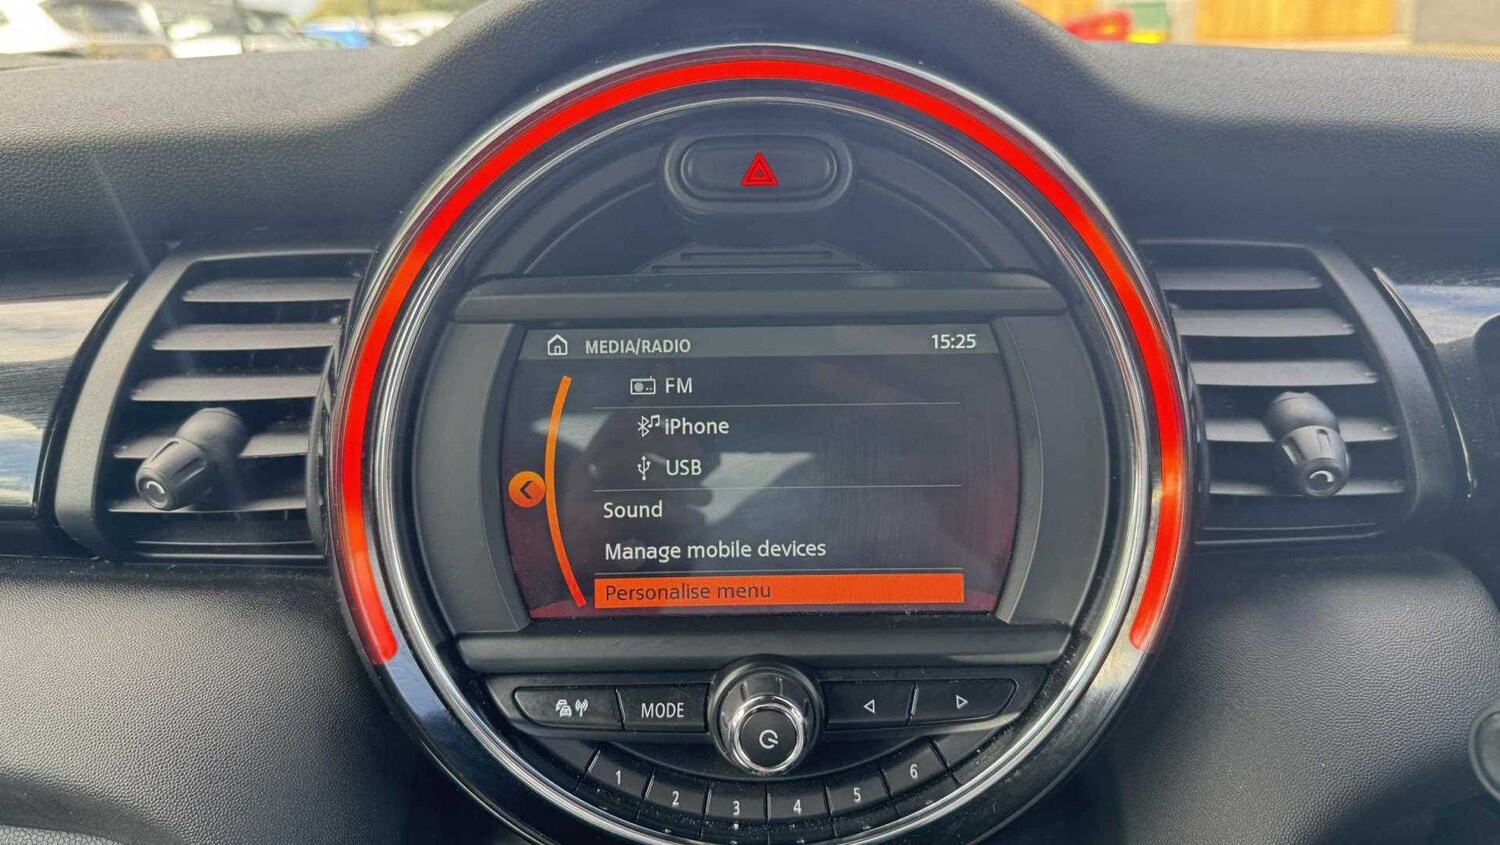 MEDIA/RADIO 15:25
FM
iPhone
USB
Sound
Manage mobile devices
Personalise menu
MODE
1 2 3 4 5 6